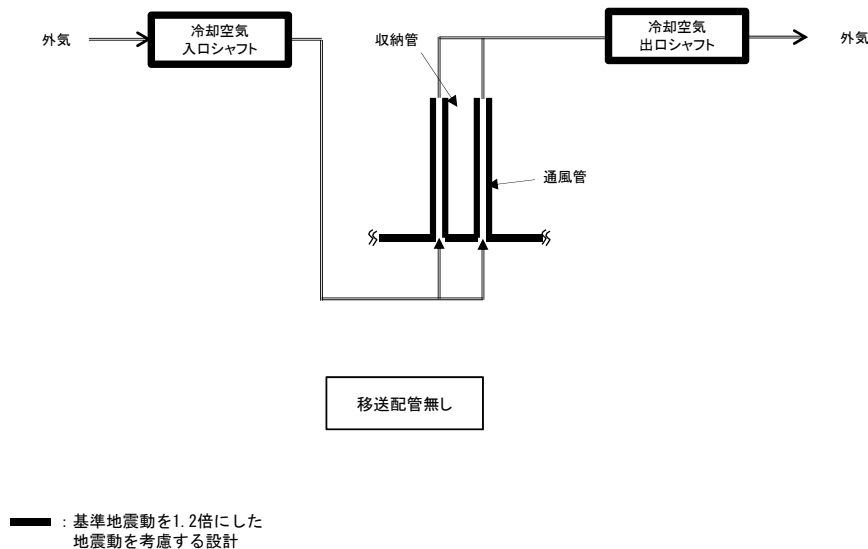 外気
冷却空気
入口シャフト
収納管
冷却空気
出口シャフト
外気
通風管
移送配管無し
：基準地震動を1.2倍にした
地震動を考慮する設計